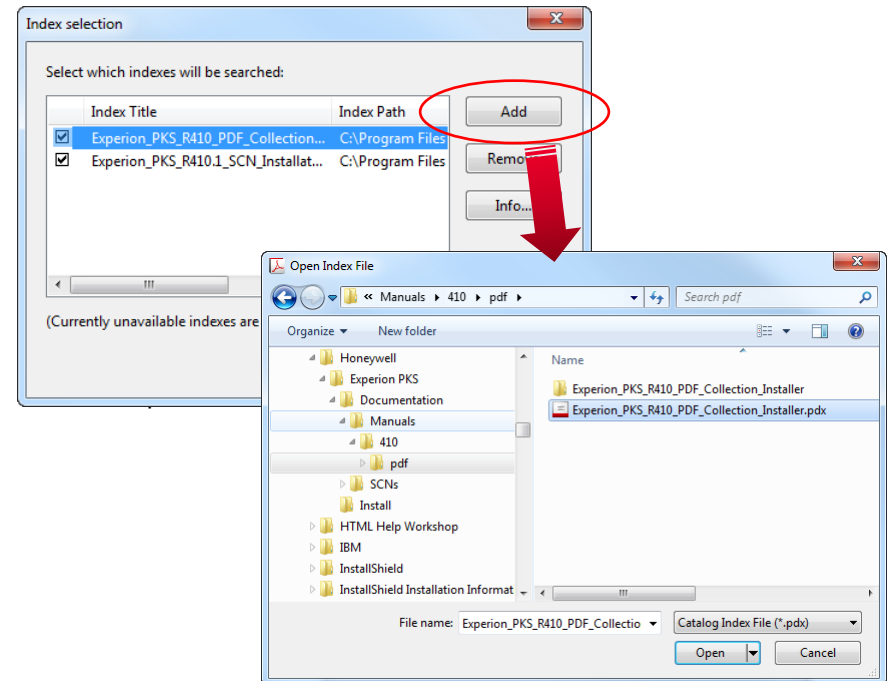 Index selection
Select which indexes will be searched:
Index Title Index Path
Experion_PKS_R410_PDF_Collection... C:\Program Files
Experion_PKS_R410.1_SCN_Installat... C:\Program Files
Add
Info...
(Currently unavailable indexes are
Open Index File
« Manuals 410 pdf
Search pdf
Organize New folder
Honeywell
Experion PKS
Documentation
Manuals
410
pdf
SCNs
Install
HTML Help Workshop
IBM
InstallShield
InstallShield Installation Informat
Name
Experion_PKS_R410_PDF_Collection_Installer
Experion_PKS_R410_PDF_Collection_Installer.pdx
File name: Experion_PKS_R410_PDF_Collectio Catalog Index File (*.pdx)
Open Cancel